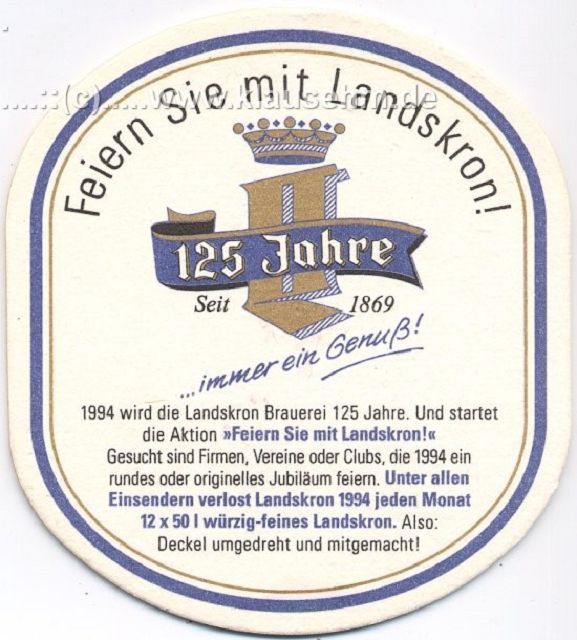 Feiern Sie mit Landskron!
.....::(c).....www.klausehm.de
125 Jahre
Seit 1869
...immer ein Genuß!
1994 wird die Landskron Brauerei 125 Jahre. Und startet
die Aktion »Feiern Sie mit Landskron!«
Gesucht sind Firmen, Vereine oder Clubs, die 1994 ein
rundes oder originelles Jubiläum feiern. Unter allen
Einsendern verlost Landskron 1994 jeden Monat
12 x 50 l würzig-feines Landskron. Also:
Deckel umgedreht und mitgemacht!